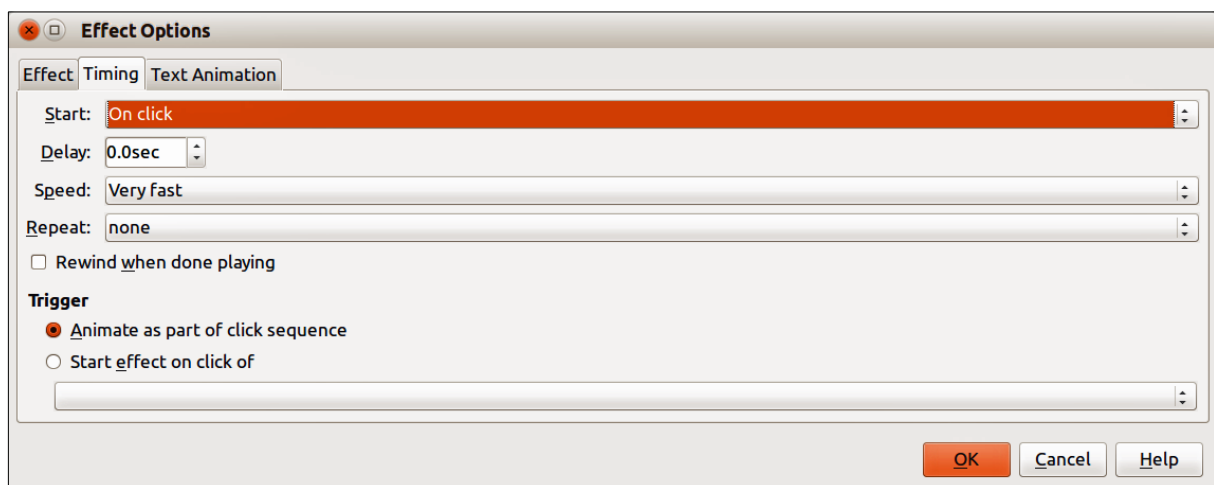 Effect Options
Effect Timing Text Animation
Start: On click
Delay: 0.0sec
Speed: Very fast
Repeat: none
Rewind when done playing
Trigger
Animate as part of click sequence
Start effect on click of
OK Cancel Help